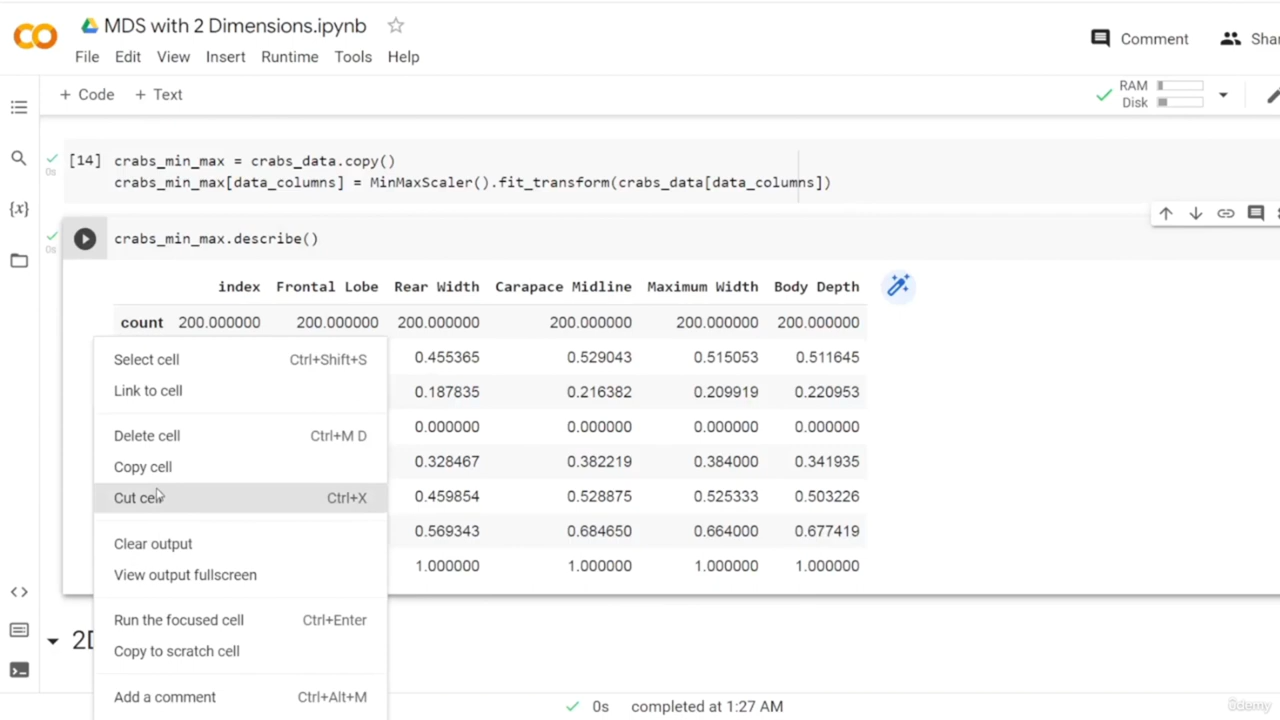 MDS with 2 Dimensions.ipynb
File Edit View Insert Runtime Tools Help
Comment
+ Code + Text
RAM
Disk
[14] crabs_min_max = crabs_data.copy()
crabs_min_max[data_columns] = MinMaxScaler().fit_transform(crabs_data[data_columns])
{x}
0s
0s
crabs_min_max.describe()
index Frontal Lobe Rear Width Carapace Midline Maximum Width Body Depth
count 200.000000 200.000000 200.000000 200.000000 200.000000 200.000000
Select cell Ctrl+Shift+S 0.455365 0.529043 0.515053 0.511645
Link to cell 0.187835 0.216382 0.209919 0.220953
0.000000 0.000000 0.000000 0.000000
Delete cell Ctrl+M D
Copy cell 0.328467 0.382219 0.384000 0.341935
Cut cell Ctrl+X 0.459854 0.528875 0.525333 0.503226
Clear output 0.569343 0.684650 0.664000 0.677419
View output fullscreen 1.000000 1.000000 1.000000 1.000000
Run the focused cell Ctrl+Enter
2D
Copy to scratch cell
Add a comment Ctrl+Alt+M
0s completed at 1:27 AM
ûdemy